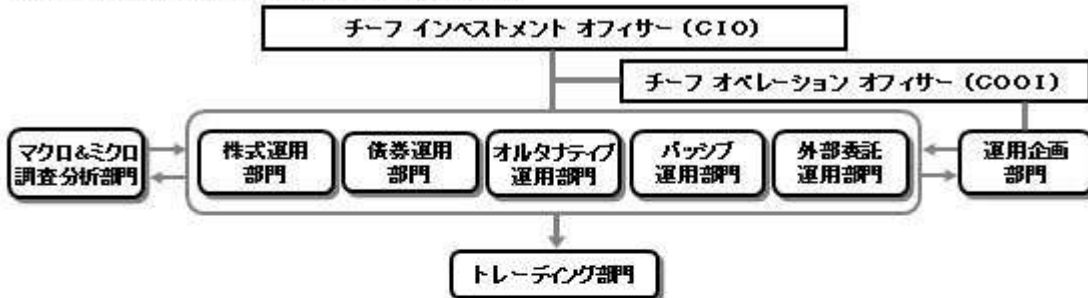 チーフ インベストメント オフィサー (CIO)
チーフ オペレーション オフィサー (COOI)
マクロ&ミクロ
調査分析部門
株式運用
部門
債券運用
部門
オルタナティブ
運用部門
パッシブ
運用部門
外部委託
運用部門
運用企画
部門
トレーディング部門